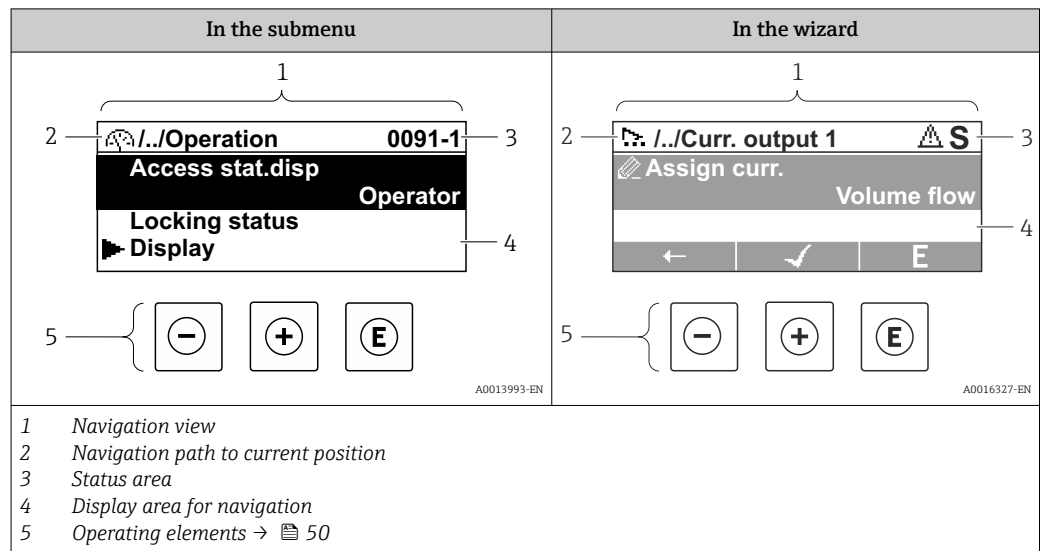 In the submenu
In the wizard
1
2
/../Operation 0091-1
3
Access stat.disp
Operator
Locking status
Display
4
5
- + E
A0013993-EN
1
2
/../Curr. output 1 S
3
Assign curr.
Volume flow
4
← ✓ E
5
- + E
A0016327-EN
1 Navigation view
2 Navigation path to current position
3 Status area
4 Display area for navigation
5 Operating elements → 50